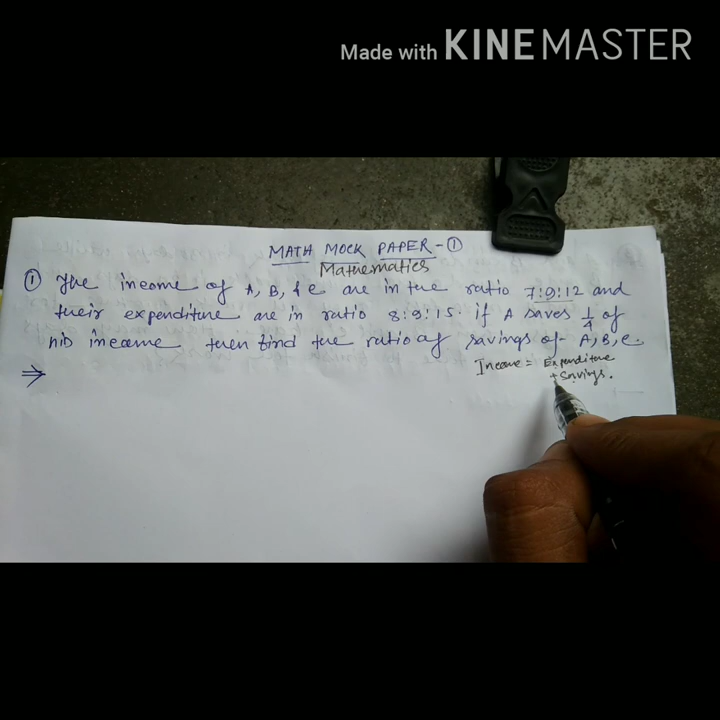 Made with KINEMASTER
MATH MOCK PAPER - ①
Mathematics
① The income of A, B, & C are in the ratio 7:9:12 and
their expenditure are in ratio 8:9:15. if A saves 1/4 of
his income then find the ratio of savings of A, B, C.
Income = Expenditure
+ Savings.
⇒